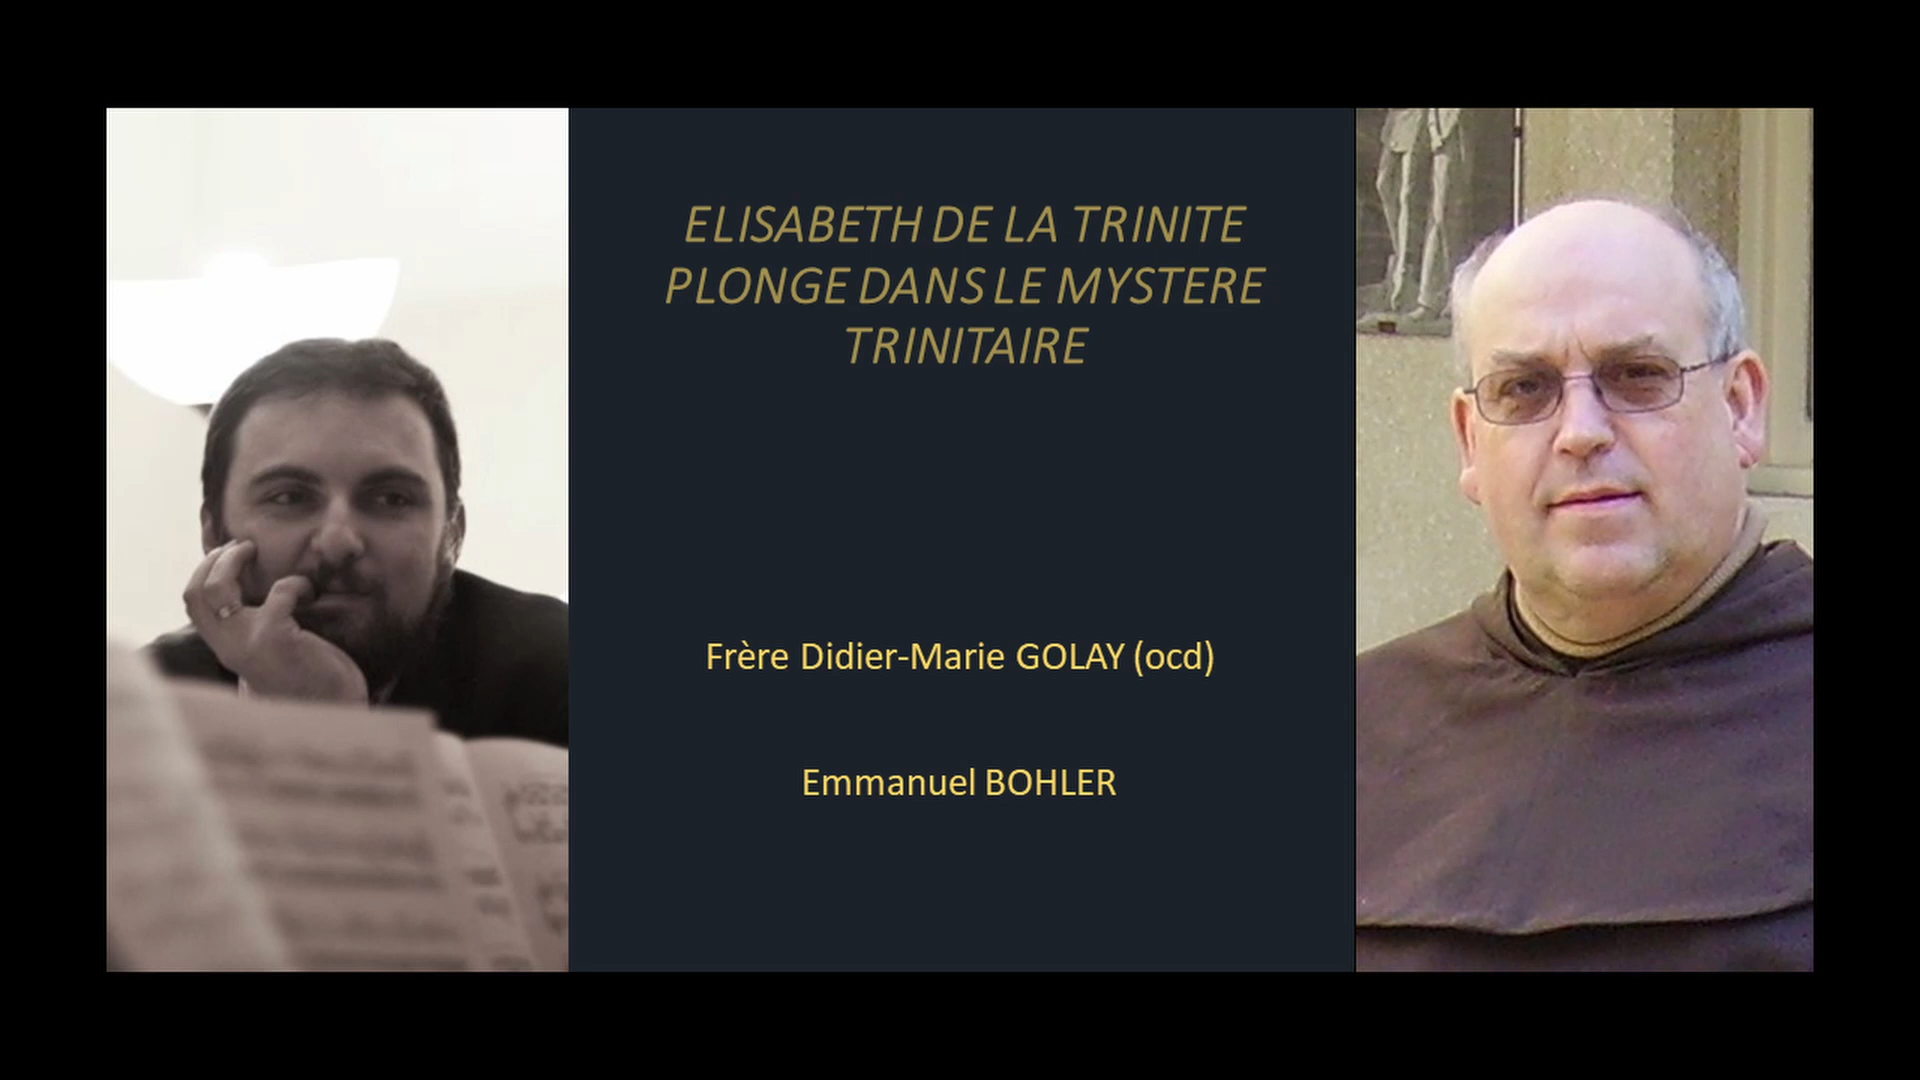 ELISABETH DE LA TRINITE
PLONGE DANS LE MYSTERE
TRINITAIRE
Frère Didier-Marie GOLAY (ocd)
Emmanuel BOHLER